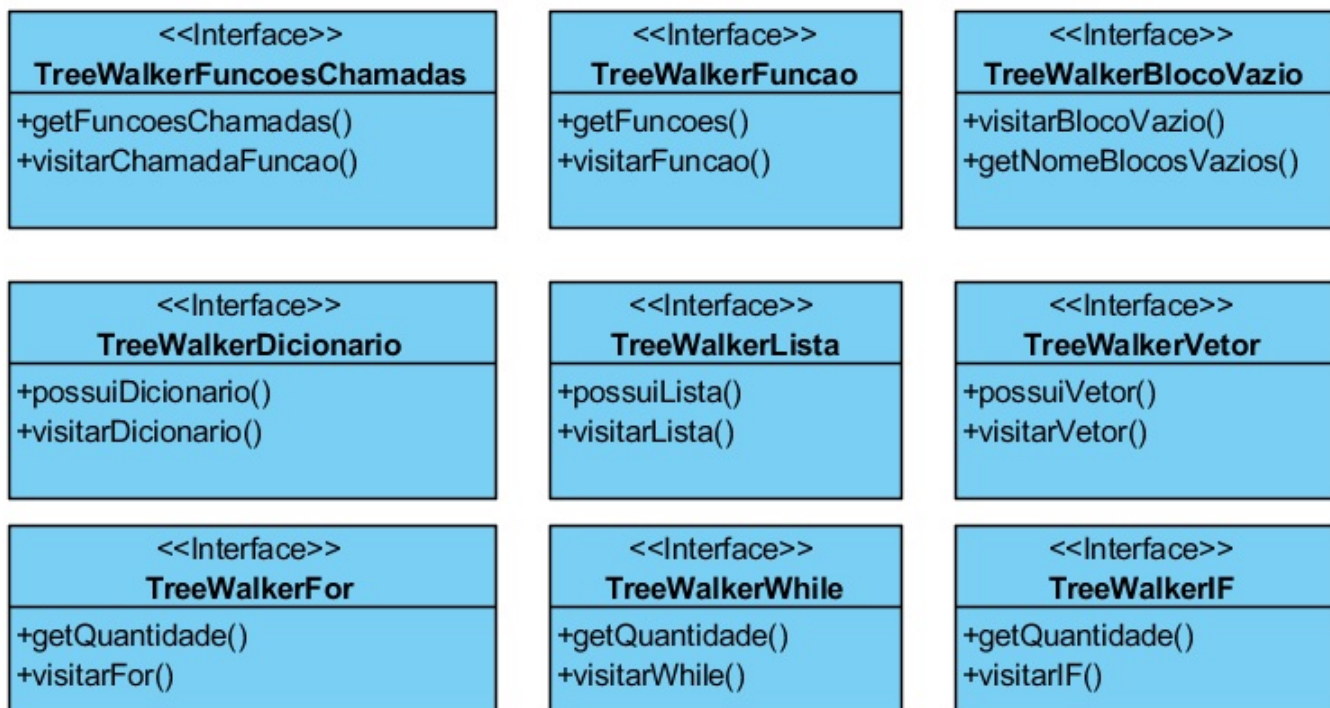 <<Interface>>
TreeWalkerFuncoesChamadas
+getFuncoesChamadas()
+visitarChamadaFuncao()
<<Interface>>
TreeWalkerFuncao
+getFuncoes()
+visitarFuncao()
<<Interface>>
TreeWalkerBlocoVazio
+visitarBlocoVazio()
+getNomeBlocosVazios()
<<Interface>>
TreeWalkerDicionario
+possuiDicionario()
+visitarDicionario()
<<Interface>>
TreeWalkerLista
+possuiLista()
+visitarLista()
<<Interface>>
TreeWalkerVetor
+possuiVetor()
+visitarVetor()
<<Interface>>
TreeWalkerFor
+getQuantidade()
+visitarFor()
<<Interface>>
TreeWalkerWhile
+getQuantidade()
+visitarWhile()
<<Interface>>
TreeWalkerIF
+getQuantidade()
+visitarIF()